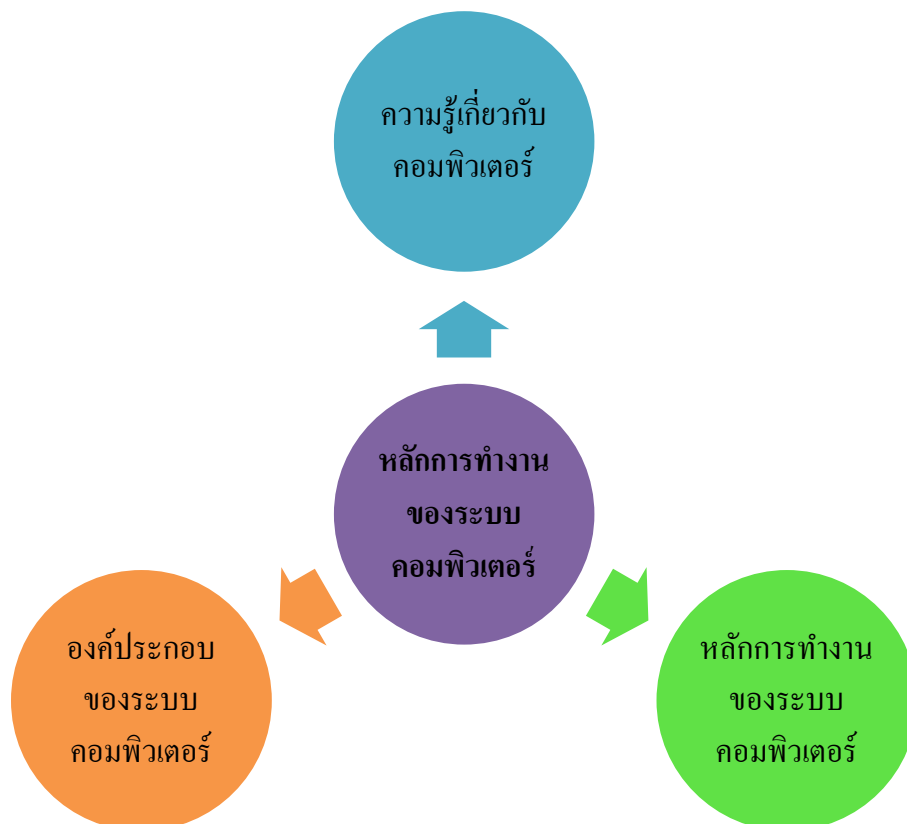 ความรู้เกี่ยวกับ
คอมพิวเตอร์
หลักการทำงาน
ของระบบ
คอมพิวเตอร์
องค์ประกอบ
ของระบบ
คอมพิวเตอร์
หลักการทำงาน
ของระบบ
คอมพิวเตอร์